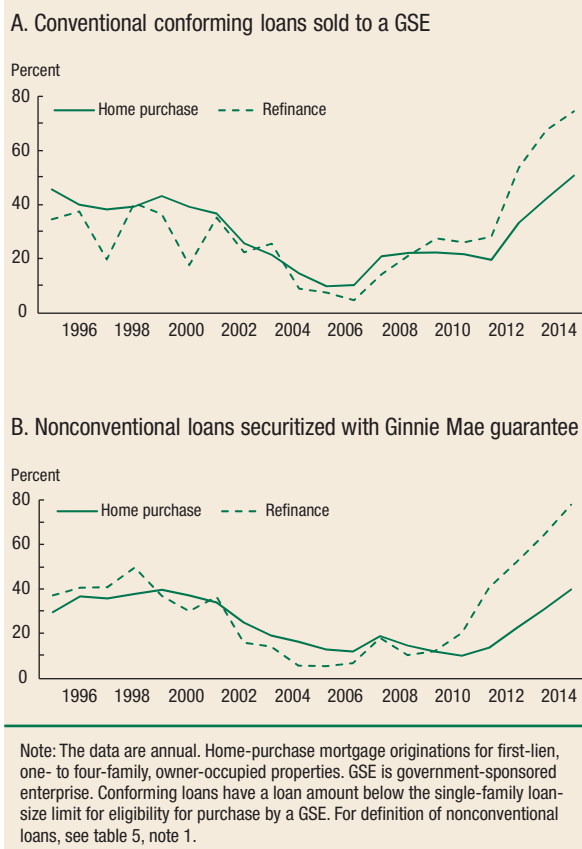 A. Conventional conforming loans sold to a GSE
Percent
80
Home purchase
Refinance
60
40
20
0
1996 1998 2000 2002 2004 2006 2008 2010 2012 2014
B. Nonconventional loans securitized with Ginnie Mae guarantee
Percent
80
Home purchase
Refinance
60
40
20
0
1996 1998 2000 2002 2004 2006 2008 2010 2012 2014
Note: The data are annual. Home-purchase mortgage originations for first-lien,
one- to four-family, owner-occupied properties. GSE is government-sponsored
enterprise. Conforming loans have a loan amount below the single-family loan-
size limit for eligibility for purchase by a GSE. For definition of nonconventional
loans, see table 5, note 1.